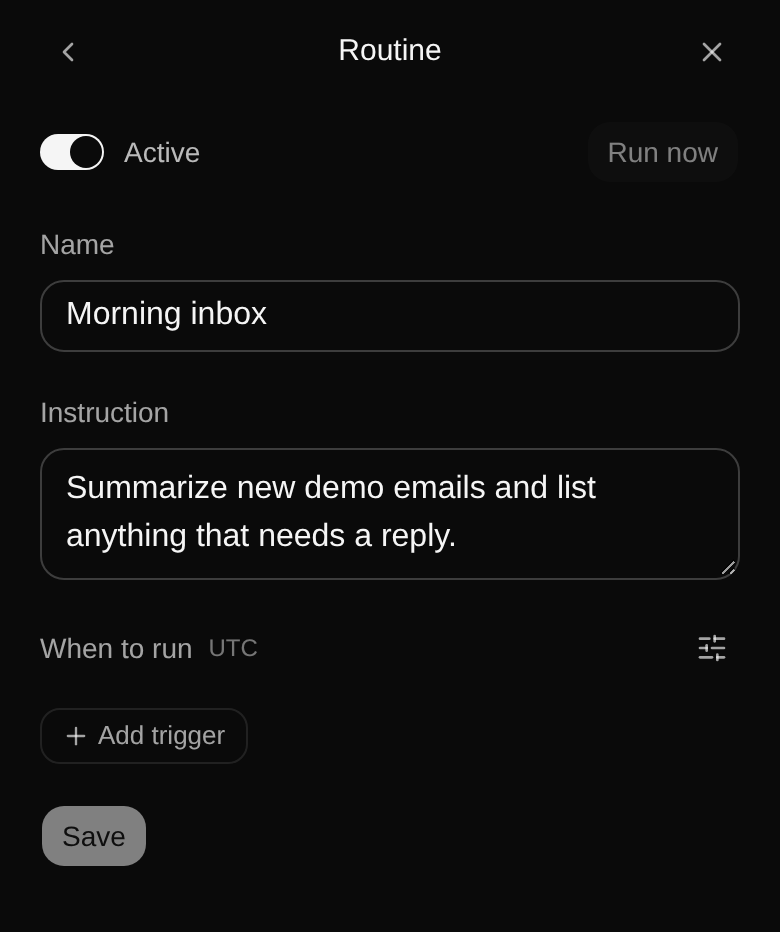 Routine
Active
Run now
Name
Morning inbox
Instruction
Summarize new demo emails and list
anything that needs a reply.
When to run UTC
Add trigger
Save